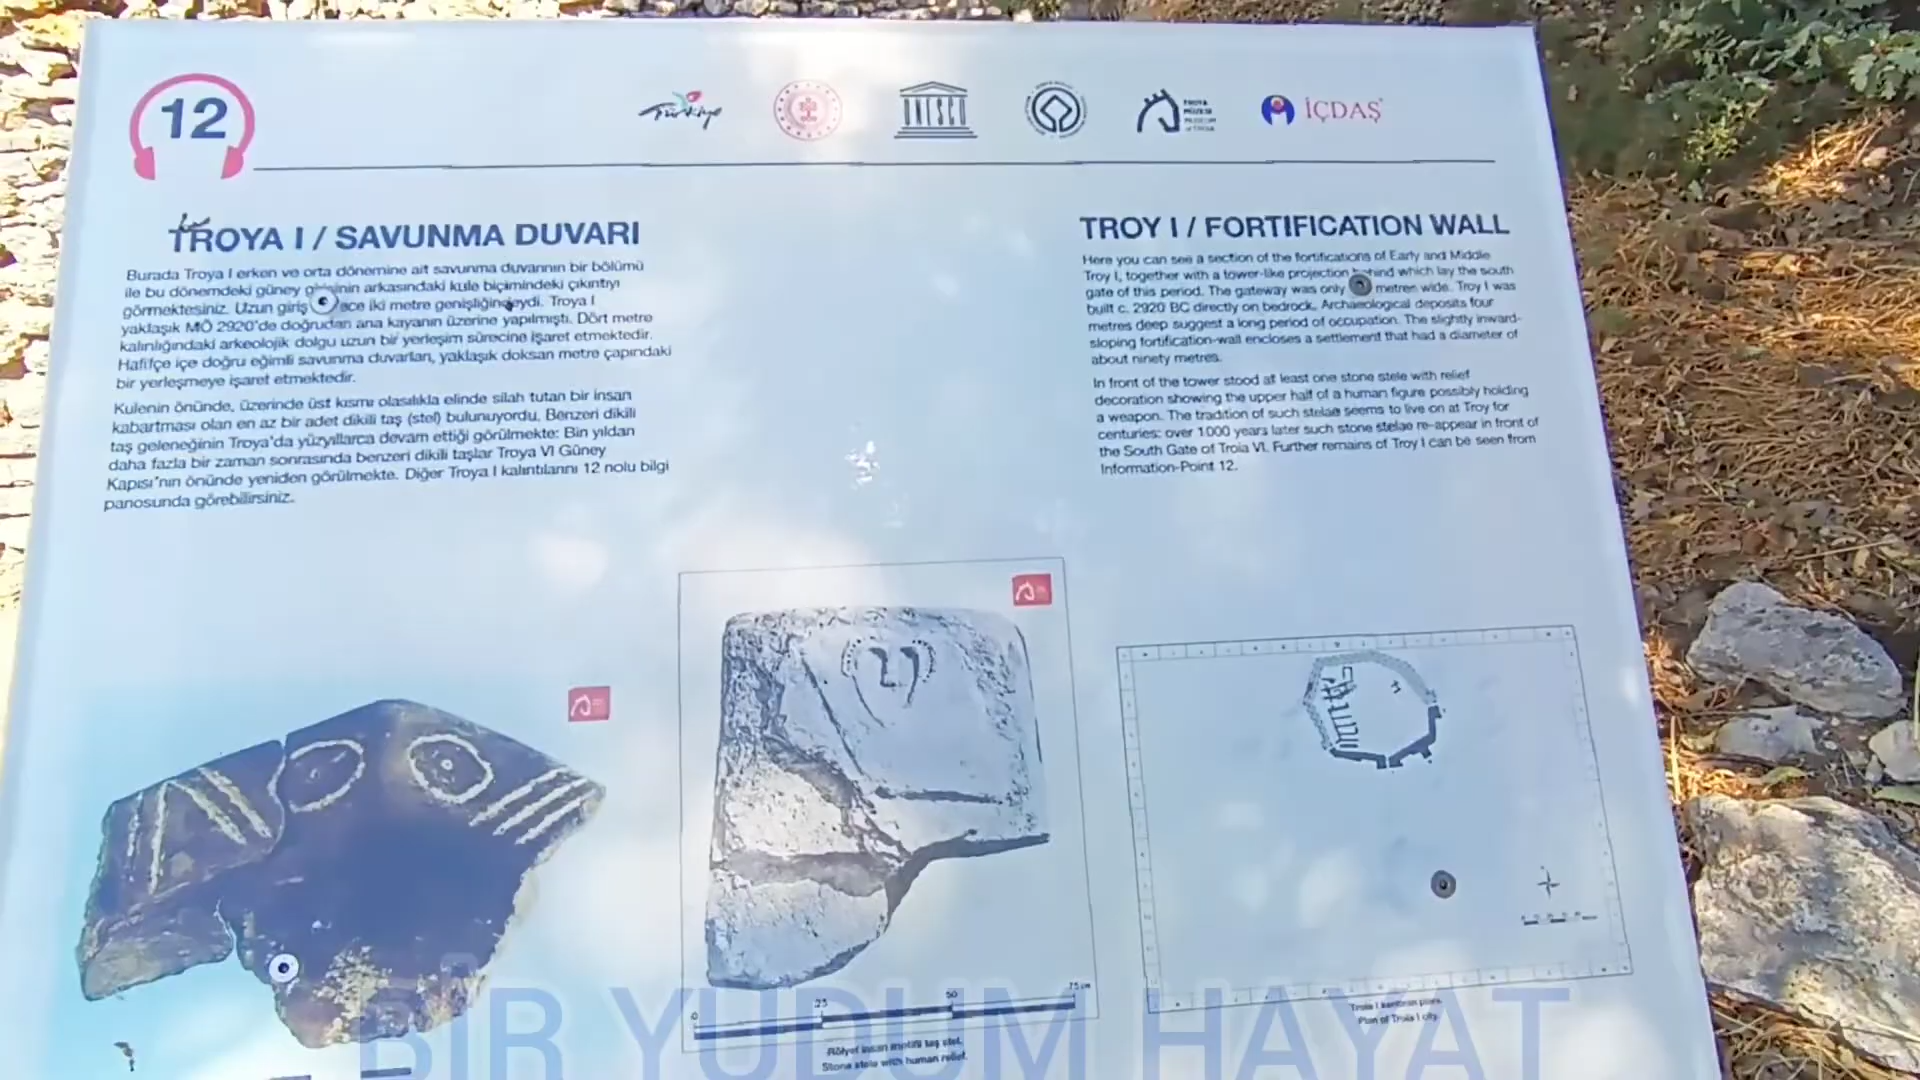 12
Türkiye
UNESCO
TROYA
MÜZESİ
MUSEUM
of TROIA
İÇDAŞ
TROYA I / SAVUNMA DUVARI
Burada Troya I erken ve orta dönemine ait savunma duvarının bir bölümü
ile bu dönemdeki güney arkasındaki kule biçimindeki çıkıntıyı
görmektesiniz. Uzun giriş iki metre genişliğindeydi. Troya I
yaklaşık MÖ 2920'de doğrudan ana kayanın üzerine yapılmıştı. Dört metre
kalınlığındaki arkeolojik dolgu uzun bir yerleşim sürecine işaret etmektedir.
Hafifçe içe doğru eğimli savunma duvarları, yaklaşık doksan metre çapındaki
bir yerleşmeye işaret etmektedir.
Kulenin önünde, üzerinde üst kısmı olasılıkla elinde silah tutan bir insan
kabartması olan en az bir adet dikili taş (stel) bulunuyordu. Benzeri dikili
taş geleneğinin Troya'da yüzyıllarca devam ettiği görülmekte: Bin yıldan
daha fazla bir zaman sonrasında benzeri dikili taşlar Troya VI Güney
Kapısı'nın önünde yeniden görülmekte. Diğer Troya I kalıntılarını 12 nolu bilgi
panosunda görebilirsiniz.
TROY I / FORTIFICATION WALL
Here you can see a section of the fortifications of Early and Middle
Troy I, together with a tower-like projection behind which lay the south
gate of this period. The gateway was only metres wide. Troy I was
built c. 2920 BC directly on bedrock. Archaeological deposits four
metres deep suggest a long period of occupation. The slightly inward-
sloping fortification-wall encloses a settlement that had a diameter of
about ninety metres.
In front of the tower stood at least one stone stele with relief
decoration showing the upper half of a human figure possibly holding
a weapon. The tradition of such stelae seems to live on at Troy for
centuries: over 1000 years later such stone stelae re-appear in front of
the South Gate of Troia VI. Further remains of Troy I can be seen from
Information-Point 12.
0 25 50 75 cm
Rölyef insan motifli taş stel.
Stone stele with human relief.
Troia I kentinin planı.
Plan of Troia I city.
BİR YUDUM HAYAT